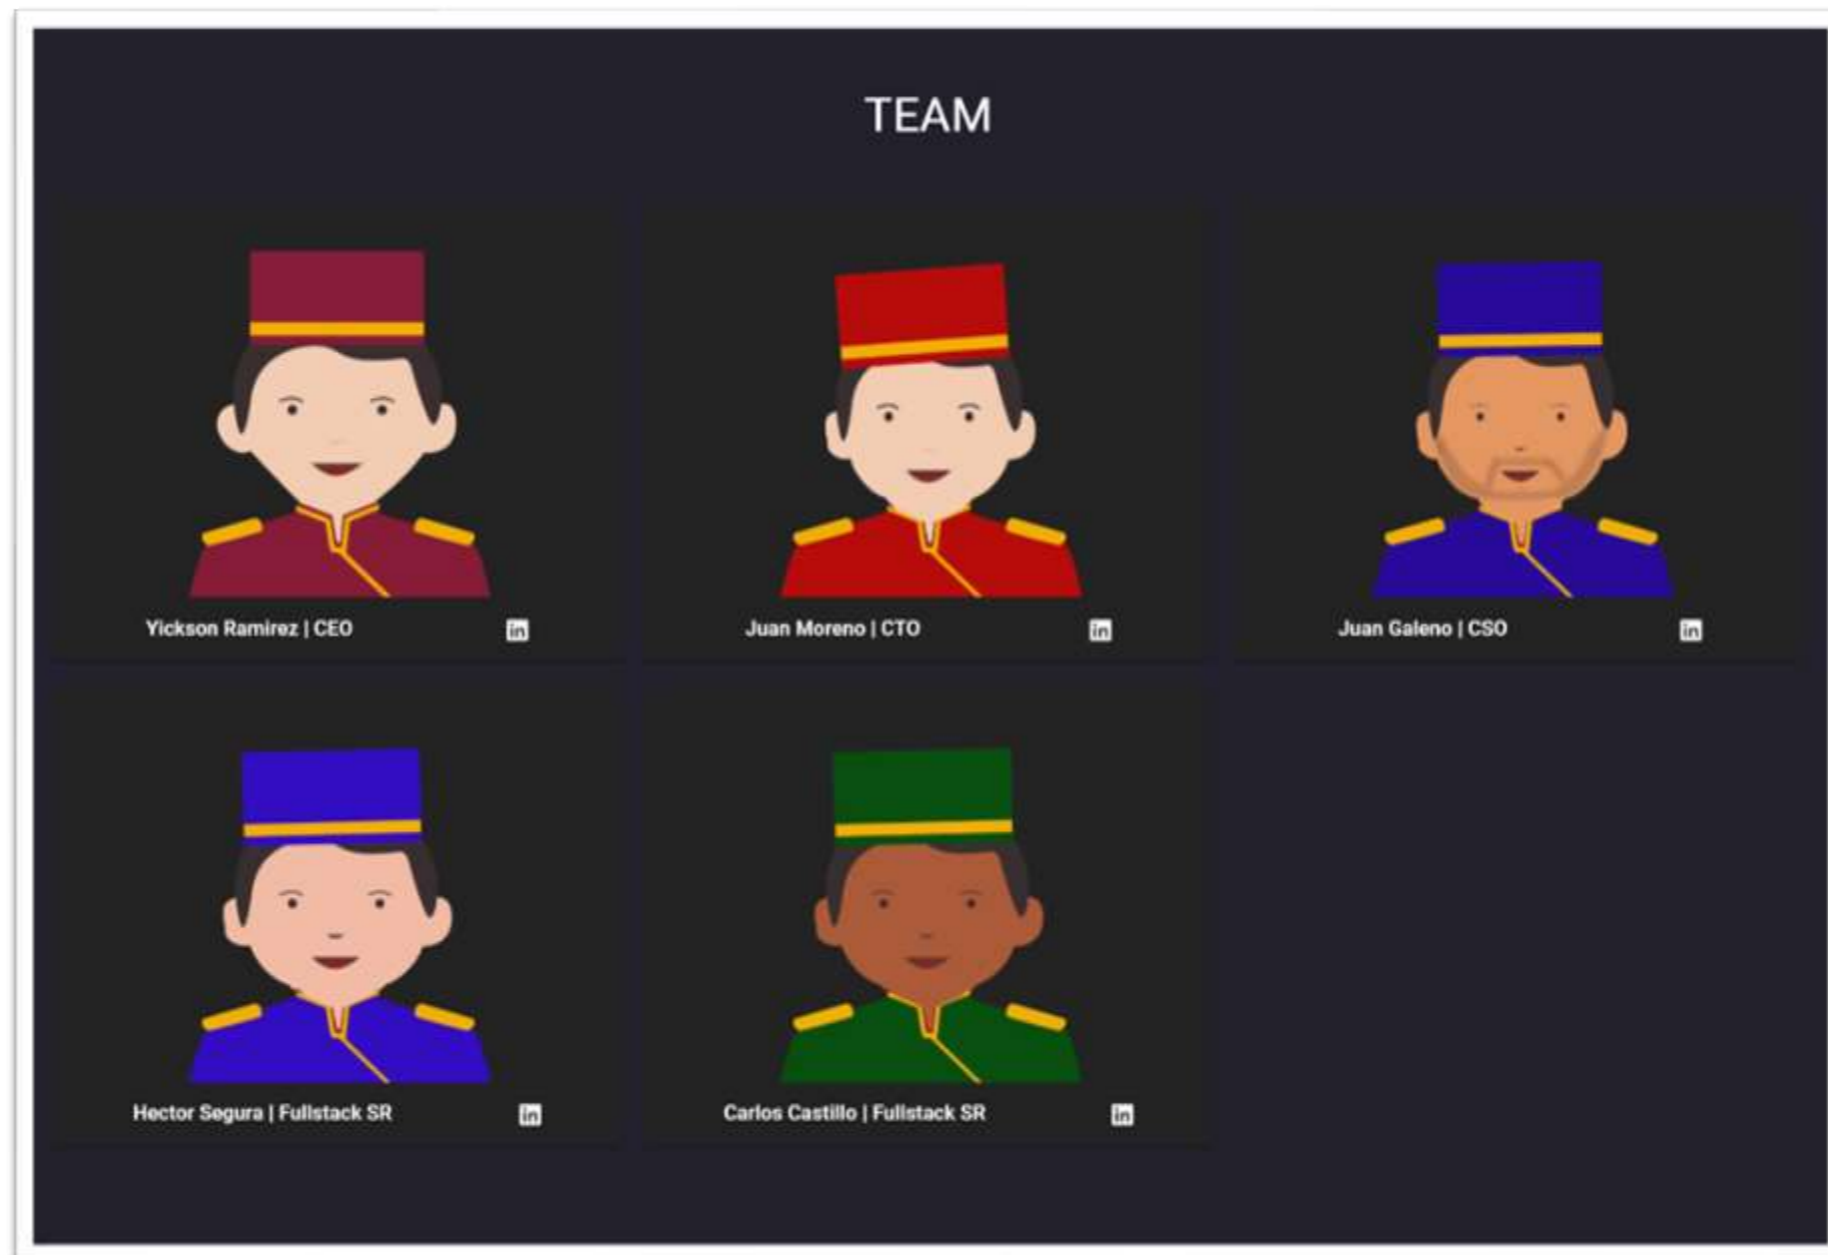 TEAM
Yickson Ramirez | CEO
in
Juan Moreno | CTO
in
Juan Galeno | CSO
in
Hector Segura | Fullstack SR
in
Carlos Castillo | Fullstack SR
in